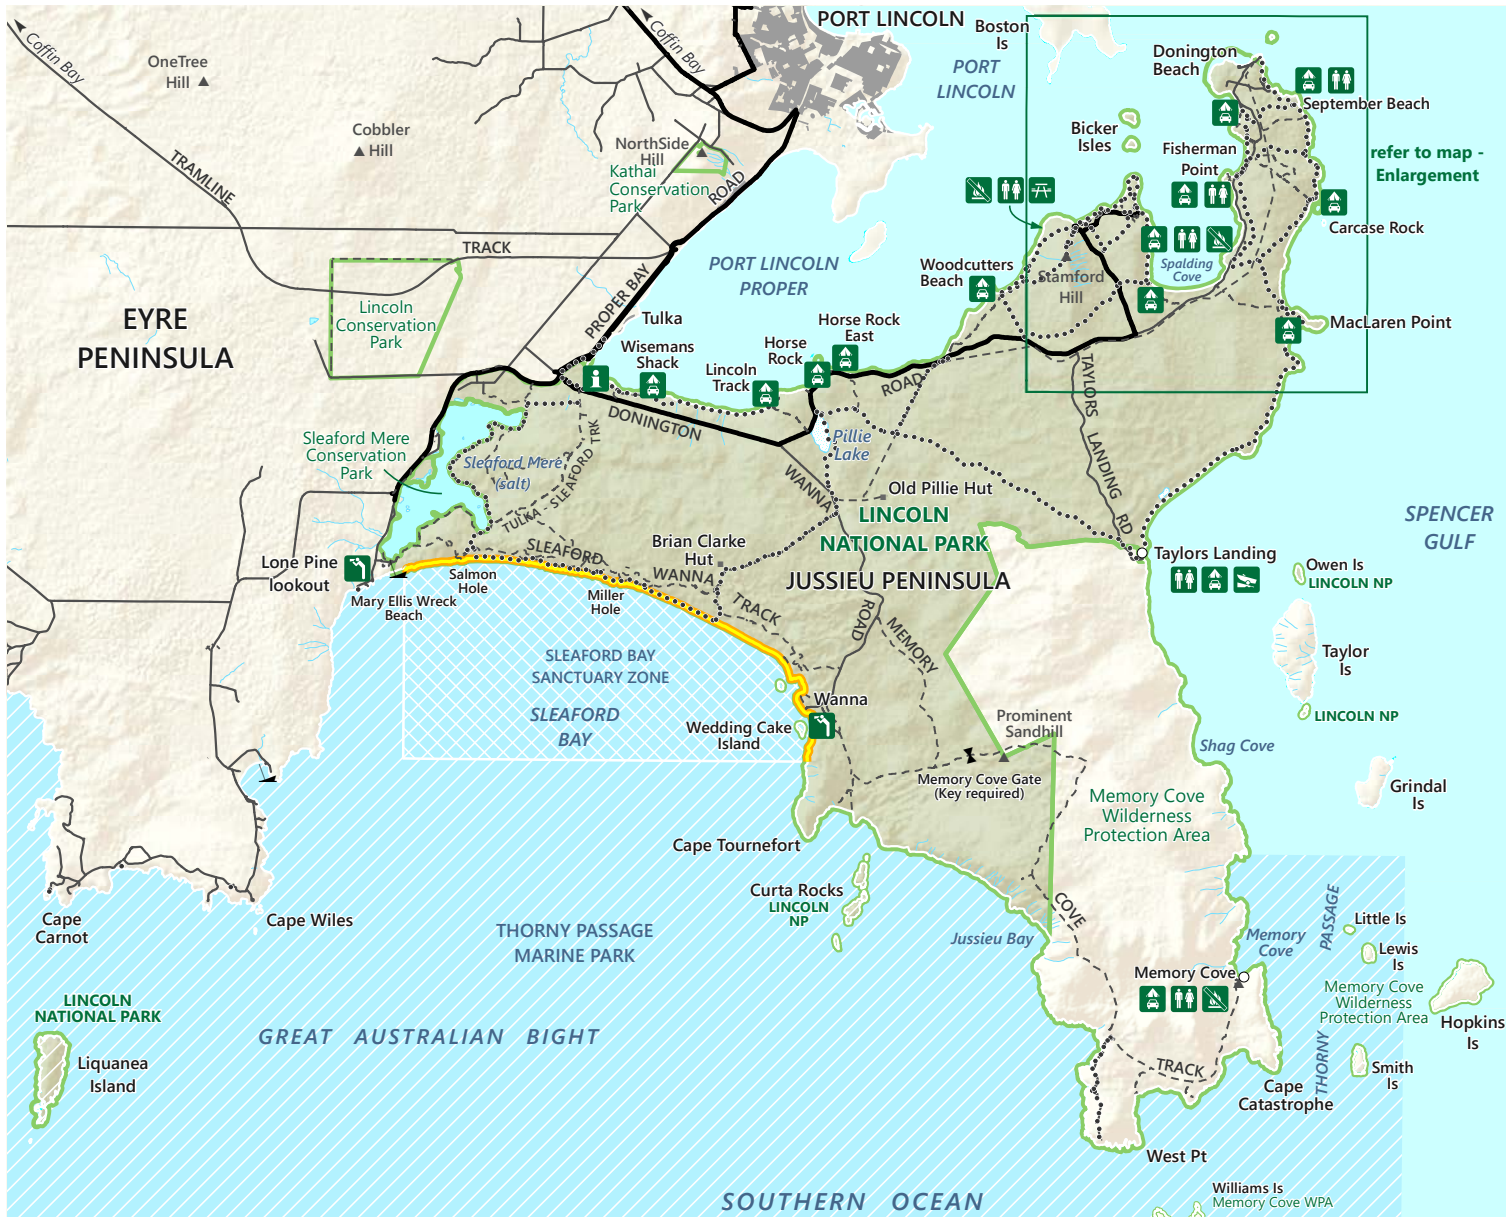 PORT LINCOLN
Coffin Bay
Coffin Bay
OneTree
Hill
Cobbler
Hill
NorthSide
Hill
Kathai
Conservation
Park
ROAD
TRAMLINE
TRACK
Boston
Is
PORT
LINCOLN
Donington
Beach
September Beach
Bicker
Isles
Fisherman
Point
refer to map -
Enlargement
Carcase Rock
Spalding
Cove
Stamford
Hill
Woodcutters
Beach
MacLaren Point
PORT LINCOLN
PROPER
PROPER BAY
Lincoln
Conservation
Park
EYRE
PENINSULA
Tulka
Wisemans
Shack
Lincoln
Track
Horse
Rock
Horse Rock
East
ROAD
DONINGTON
TAYLORS
LANDING
RD
Sleaford Mere
Conservation
Park
Sleaford Mere
(salt)
TULKA - SLEAFORD TRK
Pillie
Lake
WANNA
Old Pillie Hut
LINCOLN
NATIONAL PARK
SPENCER
GULF
Brian Clarke
Hut
JUSSIEU PENINSULA
Taylors Landing
Owen Is
LINCOLN NP
Lone Pine
lookout
Mary Ellis Wreck
Beach
Salmon
Hole
SLEAFORD
WANNA
TRACK
Miller
Hole
ROAD
MEMORY
Taylor
Is
LINCOLN NP
SLEAFORD BAY
SANCTUARY ZONE
SLEAFORD
BAY
Wanna
Wedding Cake
Island
Prominent
Sandhill
Shag Cove
Memory Cove Gate
(Key required)
Grindal
Is
Memory Cove
Wilderness
Protection Area
Cape Tournefort
Curta Rocks
LINCOLN
NP
COVE
Cape
Carnot
Cape Wiles
THORNY PASSAGE
MARINE PARK
Jussieu Bay
Memory
Cove
PASSAGE
Little Is
Lewis
Is
Memory Cove
Memory Cove
Wilderness
Protection Area
Hopkins
Is
LINCOLN
NATIONAL PARK
GREAT AUSTRALIAN BIGHT
Liquanea
Island
THORNY
Smith
Is
TRACK
Cape
Catastrophe
West Pt
Williams Is
Memory Cove WPA
SOUTHERN OCEAN